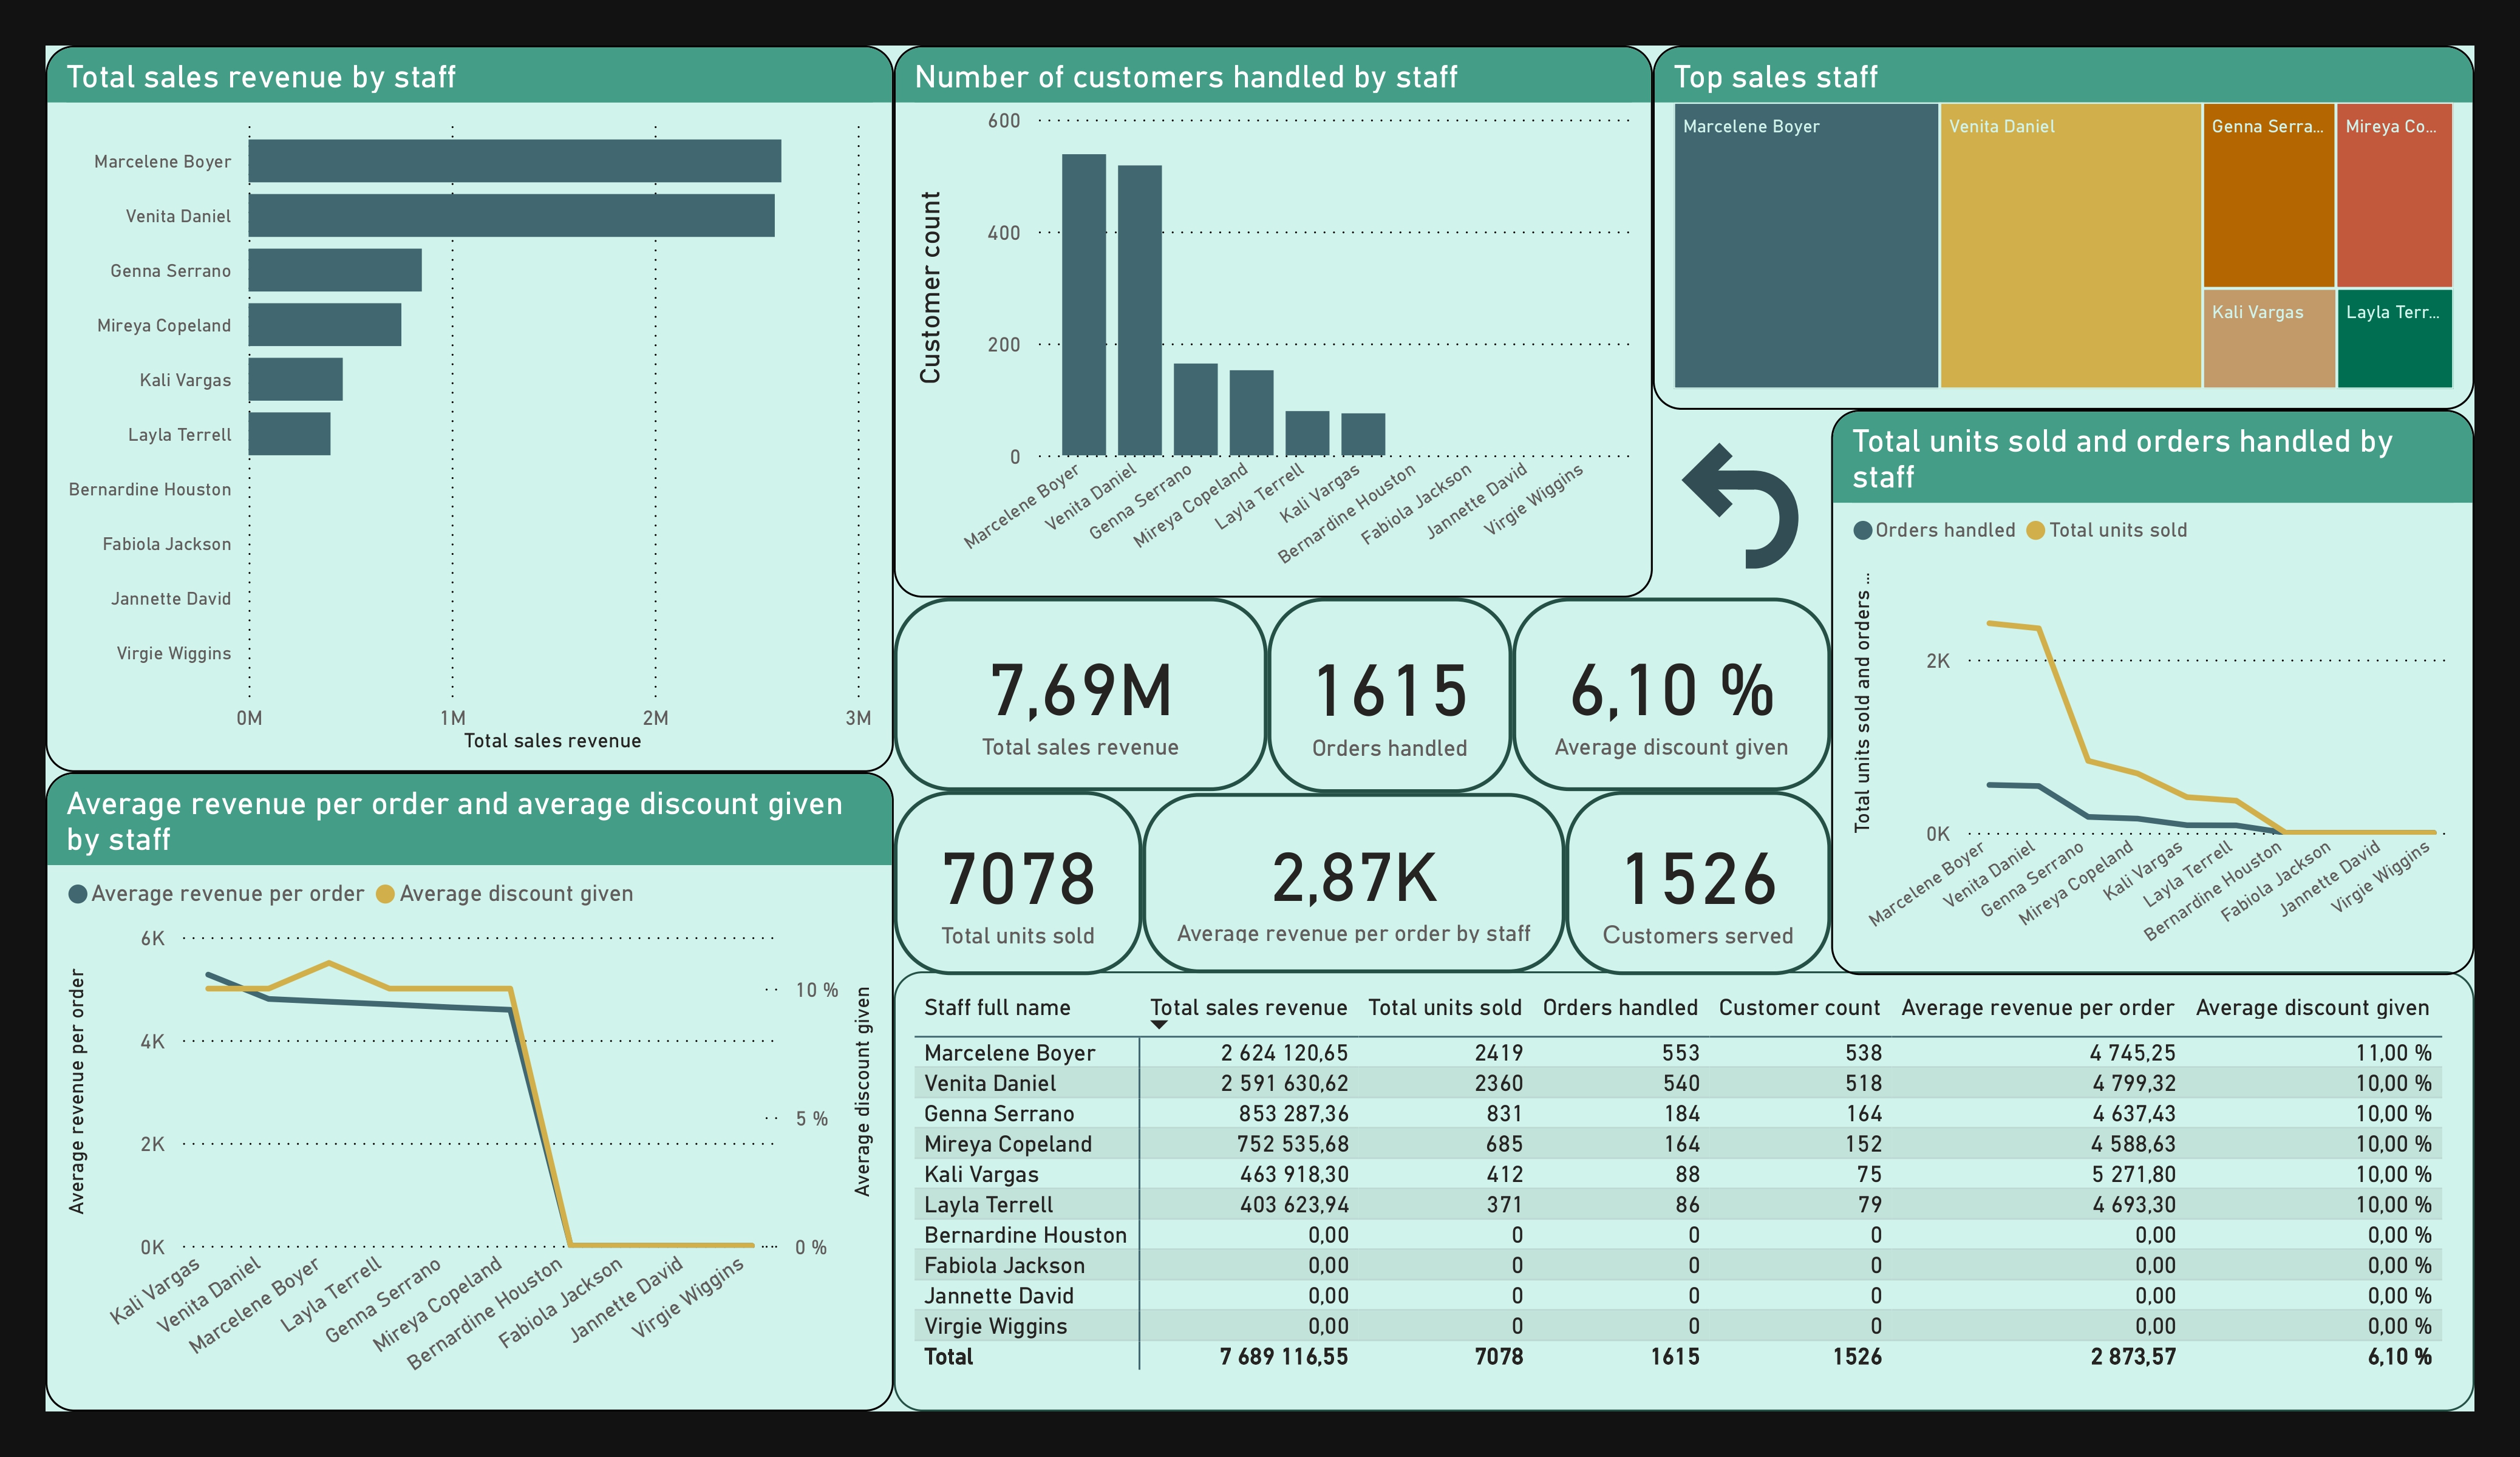 Total sales revenue by staff
Marcelene Boyer
Venita Daniel
Genna Serrano
Mireya Copeland
Kali Vargas
Layla Terrell
Bernardine Houston
Fabiola Jackson
Jannette David
Virgie Wiggins
0M 1M 2M 3M
Total sales revenue
Number of customers handled by staff
Customer count
600
400
200
0
Marcelene Boyer
Venita Daniel
Genna Serrano
Mireya Copeland
Layla Terrell
Kali Vargas
Bernardine Houston
Fabiola Jackson
Jannette David
Virgie Wiggins
Top sales staff
Marcelene Boyer
Venita Daniel
Genna Serra...
Mireya Co...
Kali Vargas
Layla Terr...
Total units sold and orders handled by
staff
Orders handled Total units sold
Total units sold and orders ...
2K
0K
Marcelene Boyer
Venita Daniel
Genna Serrano
Mireya Copeland
Kali Vargas
Layla Terrell
Bernardine Houston
Fabiola Jackson
Jannette David
Virgie Wiggins
7,69M
Total sales revenue
1615
Orders handled
6,10 %
Average discount given
7078
Total units sold
2,87K
Average revenue per order by staff
1526
Customers served
Average revenue per order and average discount given
by staff
Average revenue per order Average discount given
Average revenue per order
6K
4K
2K
0K
10 %
5 %
0 %
Average discount given
Kali Vargas
Venita Daniel
Marcelene Boyer
Layla Terrell
Genna Serrano
Mireya Copeland
Bernardine Houston
Fabiola Jackson
Jannette David
Virgie Wiggins
Staff full name Total sales revenue Total units sold Orders handled Customer count Average revenue per order Average discount given
Marcelene Boyer 2 624 120,65 2419 553 538 4 745,25 11,00 %
Venita Daniel 2 591 630,62 2360 540 518 4 799,32 10,00 %
Genna Serrano 853 287,36 831 184 164 4 637,43 10,00 %
Mireya Copeland 752 535,68 685 164 152 4 588,63 10,00 %
Kali Vargas 463 918,30 412 88 75 5 271,80 10,00 %
Layla Terrell 403 623,94 371 86 79 4 693,30 10,00 %
Bernardine Houston 0,00 0 0 0 0,00 0,00 %
Fabiola Jackson 0,00 0 0 0 0,00 0,00 %
Jannette David 0,00 0 0 0 0,00 0,00 %
Virgie Wiggins 0,00 0 0 0 0,00 0,00 %
Total 7 689 116,55 7078 1615 1526 2 873,57 6,10 %